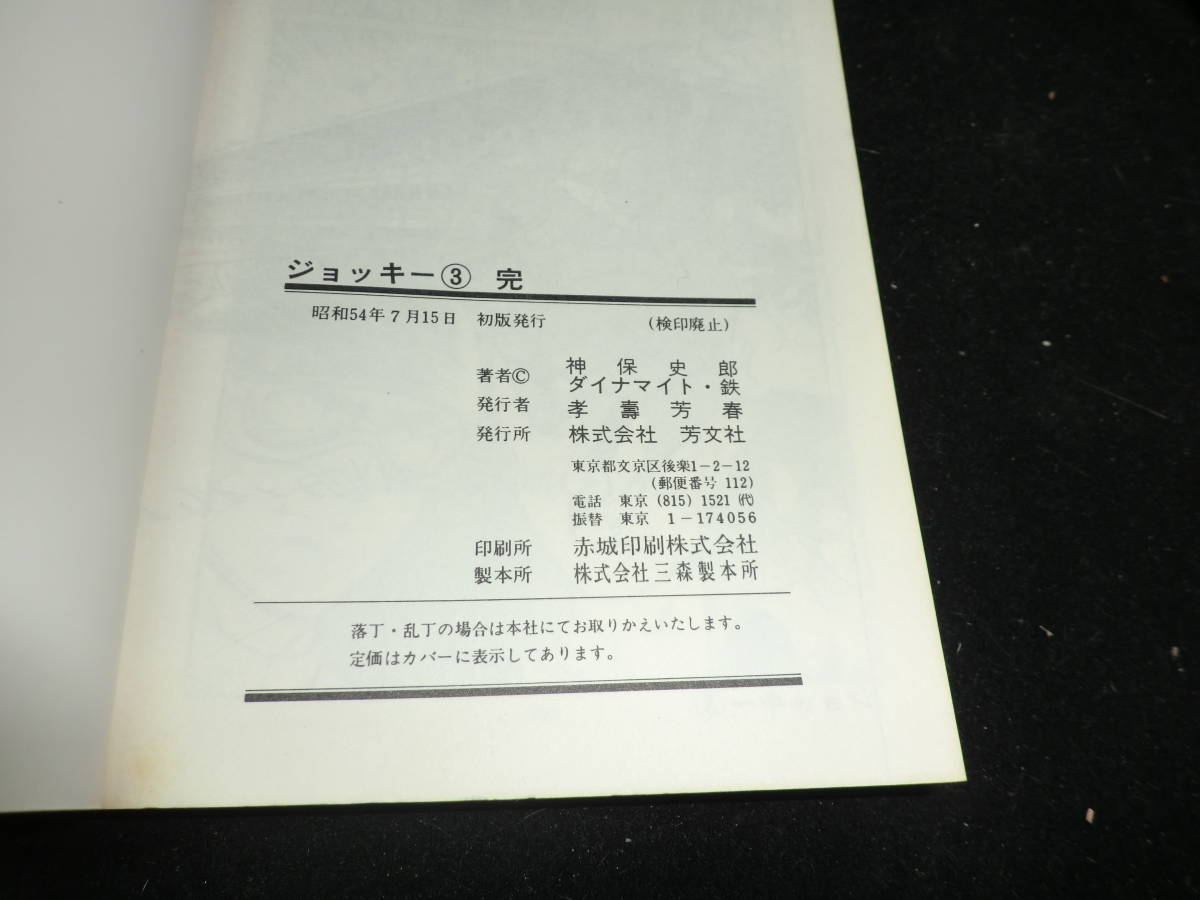 ジョッキー③ 完
昭和54年7月15日 初版発行 （検印廃止）
著者© 神保史郎
ダイナマイト・鉄
発行者 孝壽芳春
発行所 株式会社 芳文社
東京都文京区後楽1−2−12
（郵便番号 112）
電話 東京（815）1521㈹
振替 東京 1−174056
印刷所 赤城印刷株式会社
製本所 株式会社三森製本所
落丁・乱丁の場合は本社にてお取りかえいたします。
定価はカバーに表示してあります。